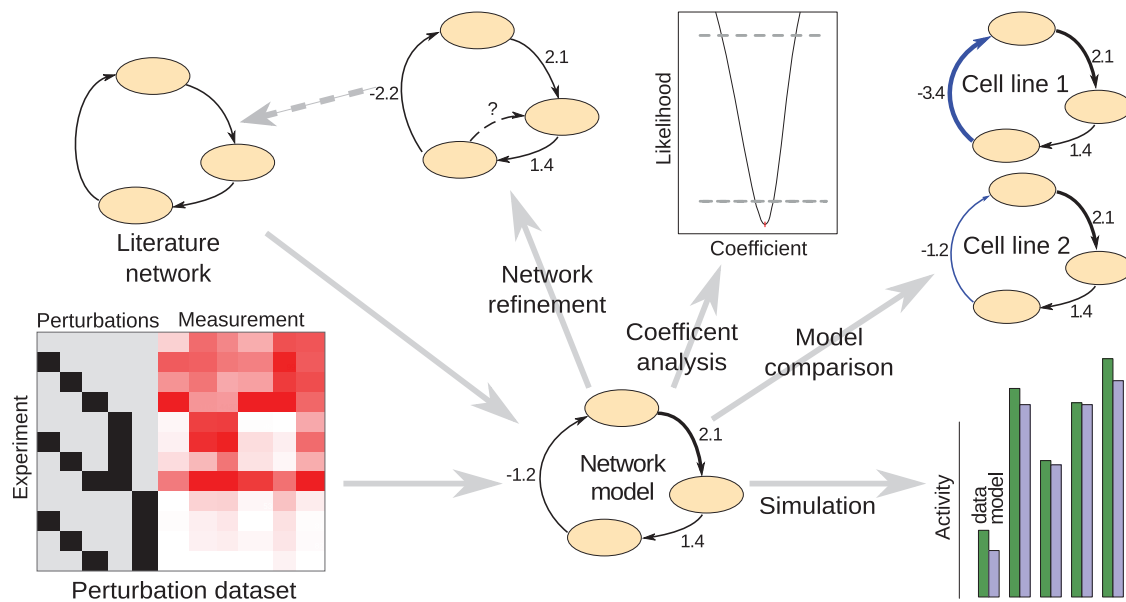 2.1
-2.2
?
1.4
Literature
network
Likelihood
Coefficient
-3.4
2.1
Cell line 1
1.4
2.1
-1.2
Cell line 2
1.4
Network
refinement
Coefficent
analysis
Model
comparison
Perturbations
Measurement
Experiment
Perturbation dataset
2.1
-1.2
Network
model
1.4
Simulation
Activity
data
model